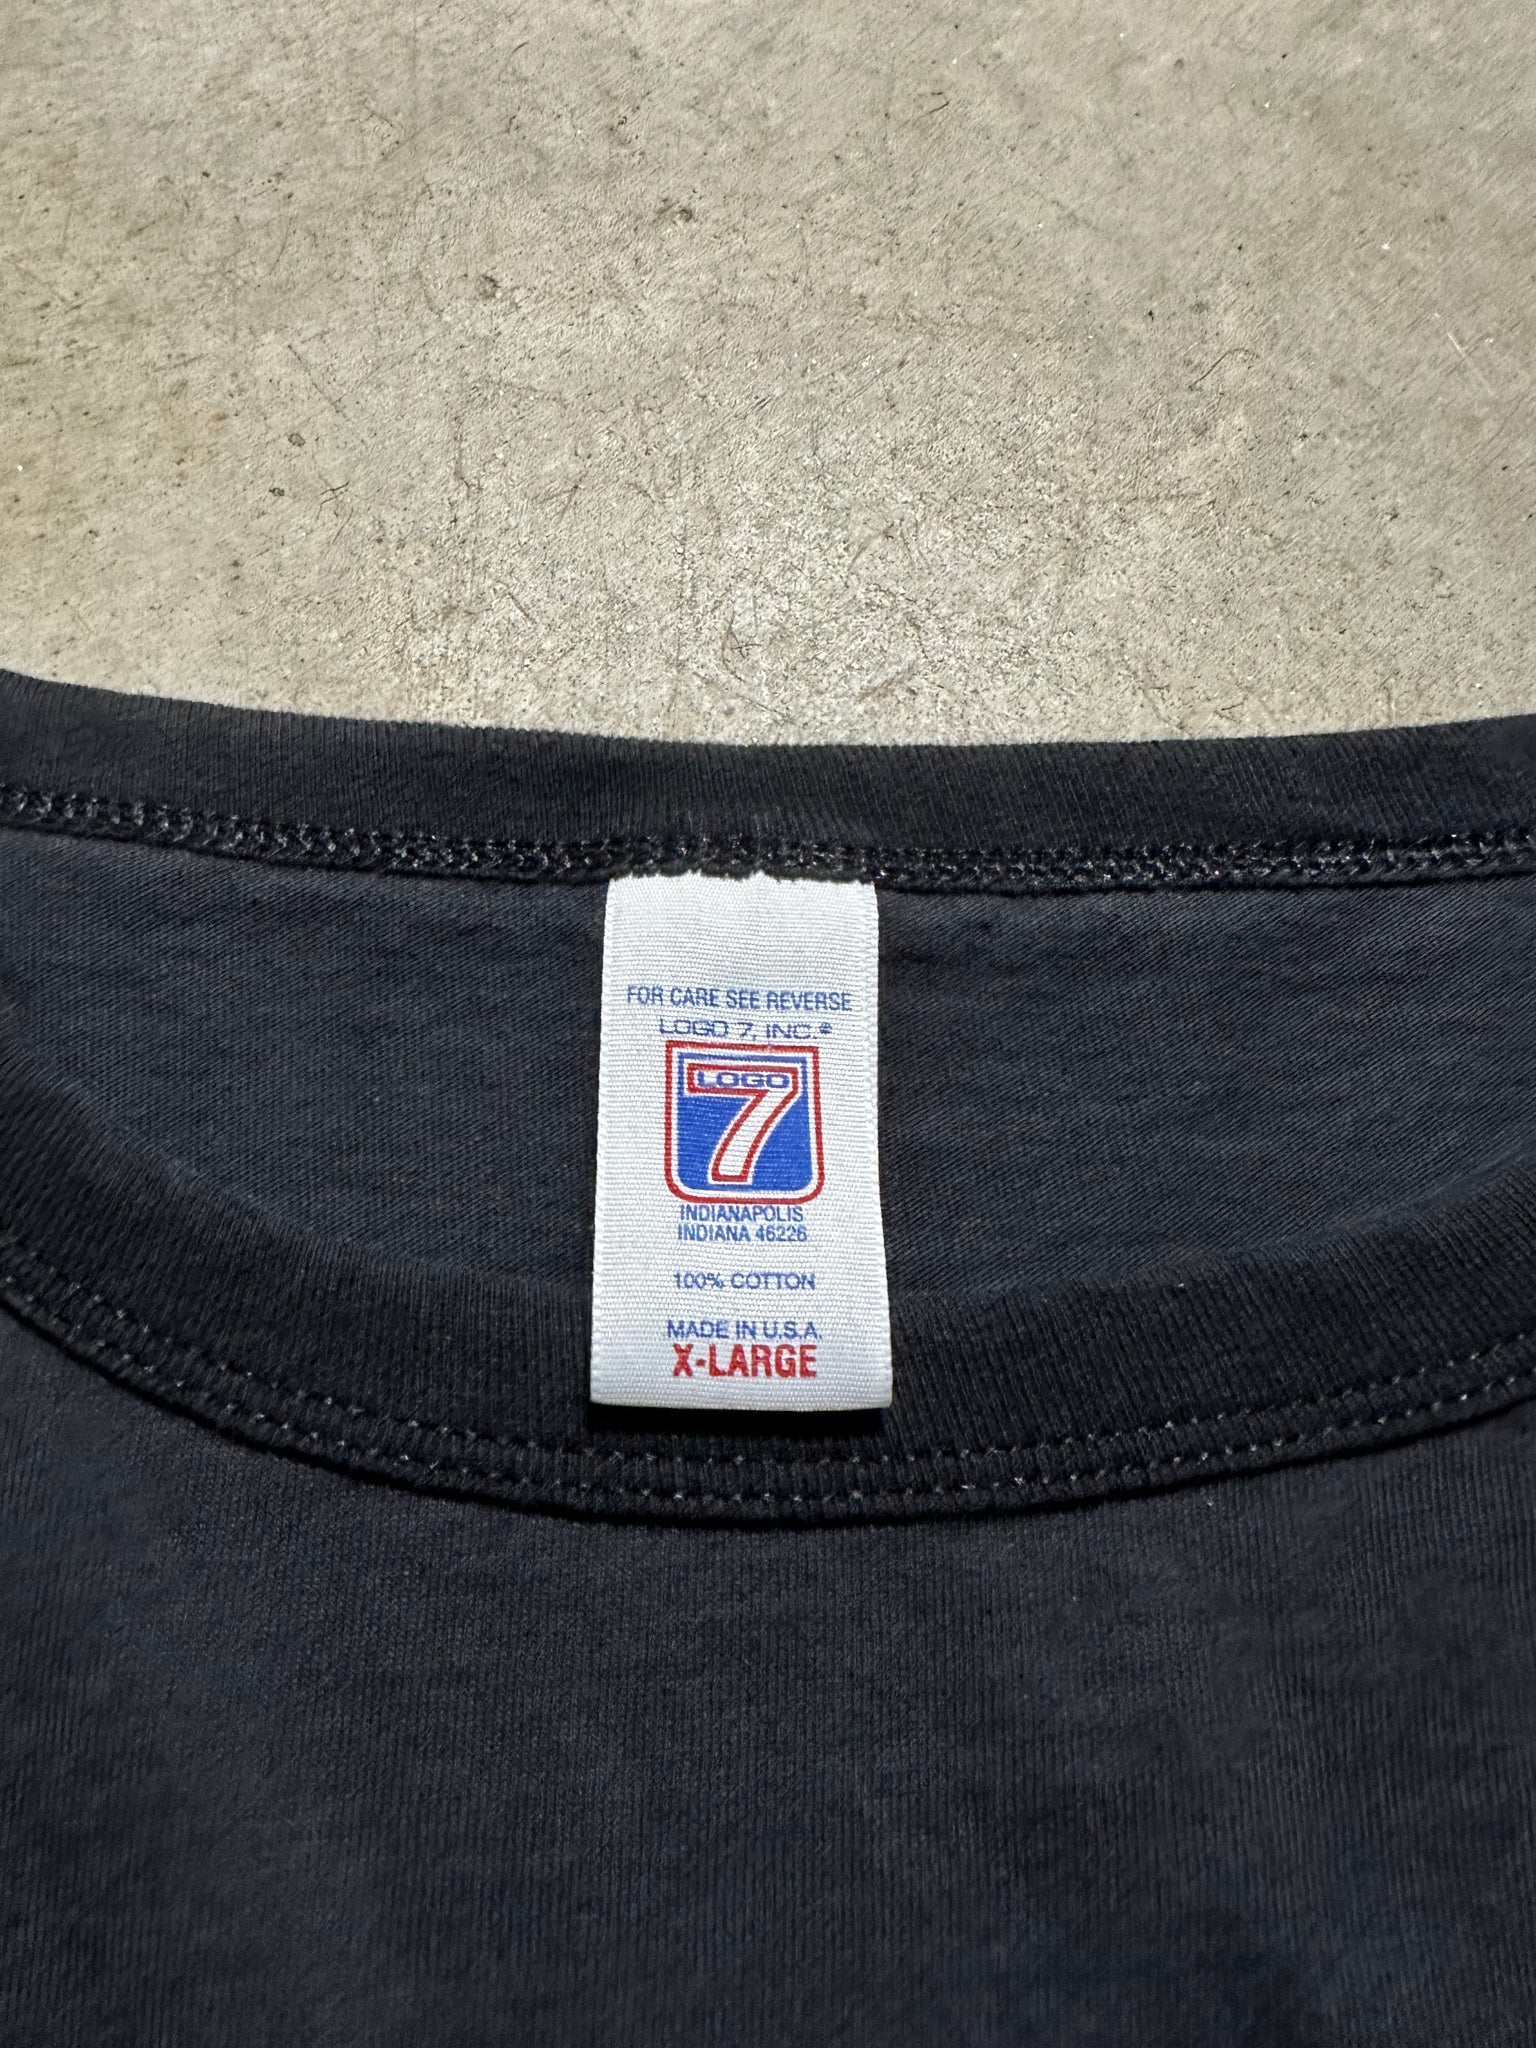 FOR CARE SEE REVERSE
LOGO 7, INC.®
LOGO
7
INDIANAPOLIS
INDIANA 46226
100% COTTON
MADE IN U.S.A.
X-LARGE